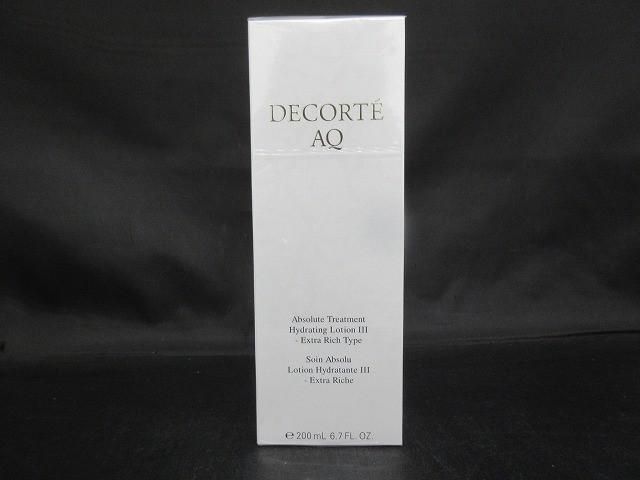 DECORTÉ
AQ
Absolute Treatment
Hydrating Lotion III
- Extra Rich Type
Soin Absolu
Lotion Hydratante III
- Extra Riche
℮ 200 mL 6.7 FL. OZ.